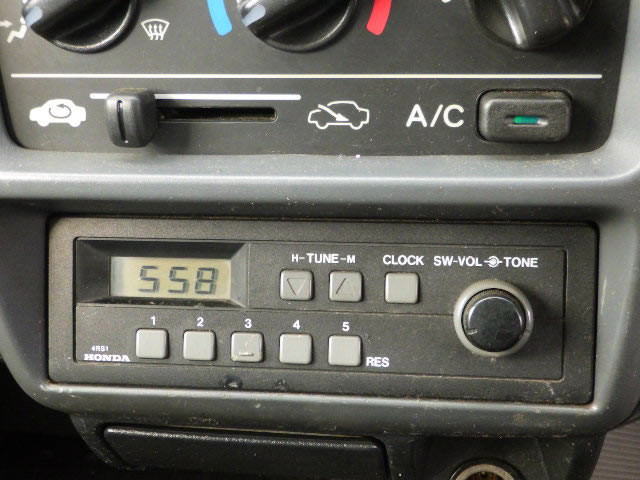 A/C
H-TUNE-M CLOCK SW-VOL TONE
558
1 2 3 4 5
4RS1
HONDA
RES